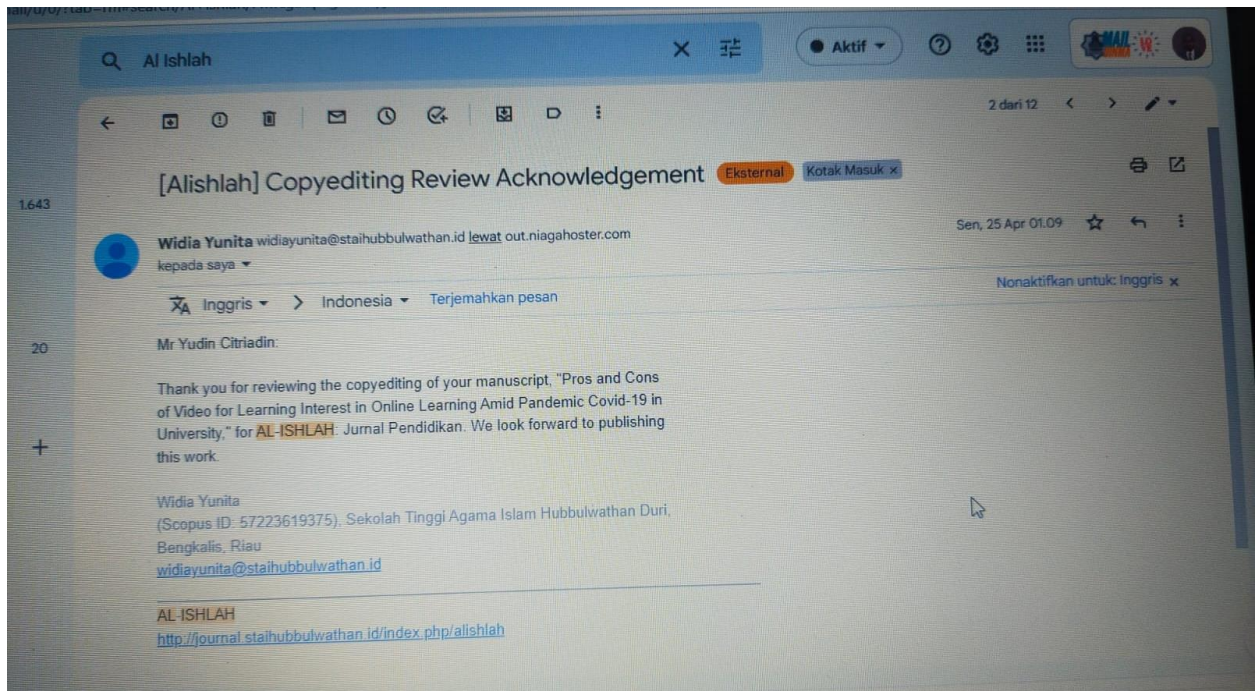 Al Ishlah
Aktif
2 dari 12
[Alishlah] Copyediting Review Acknowledgement Eksternal Kotak Masuk ×
1.643
Sen, 25 Apr 01.09
Widia Yunita widiayunita@staihubbulwathan.id lewat out.niagahoster.com
kepada saya
Inggris > Indonesia Terjemahkan pesan
Nonaktifkan untuk: Inggris ×
20
Mr Yudin Citriadin:
Thank you for reviewing the copyediting of your manuscript, "Pros and Cons
of Video for Learning Interest in Online Learning Amid Pandemic Covid-19 in
University," for AL-ISHLAH: Jurnal Pendidikan. We look forward to publishing
this work.
Widia Yunita
(Scopus ID: 57223619375), Sekolah Tinggi Agama Islam Hubbulwathan Duri,
Bengkalis, Riau
widiayunita@staihubbulwathan.id
AL-ISHLAH
http://journal.staihubbulwathan.id/index.php/alishlah